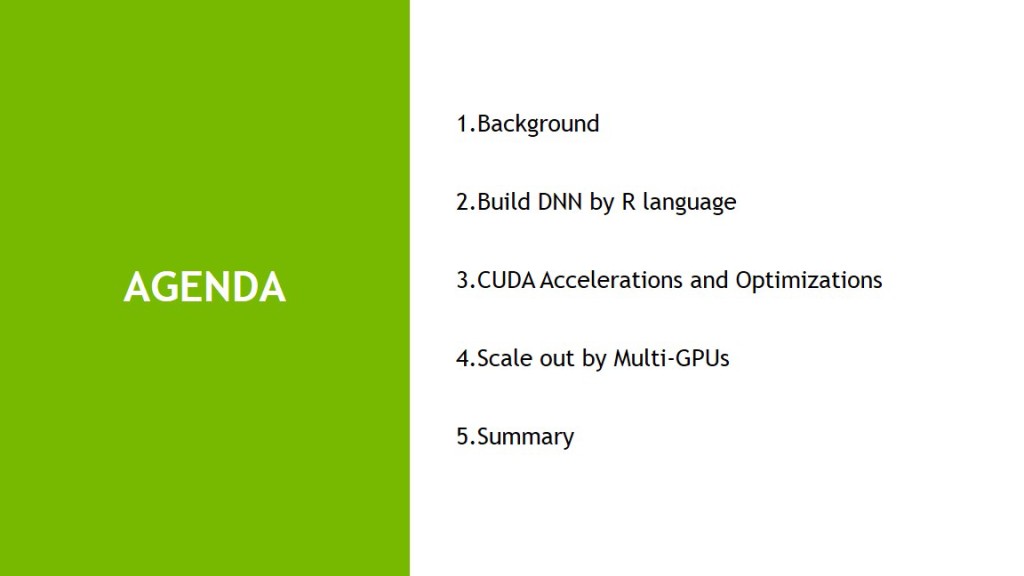 AGENDA
1.Background
2.Build DNN by R language
3.CUDA Accelerations and Optimizations
4.Scale out by Multi-GPUs
5.Summary